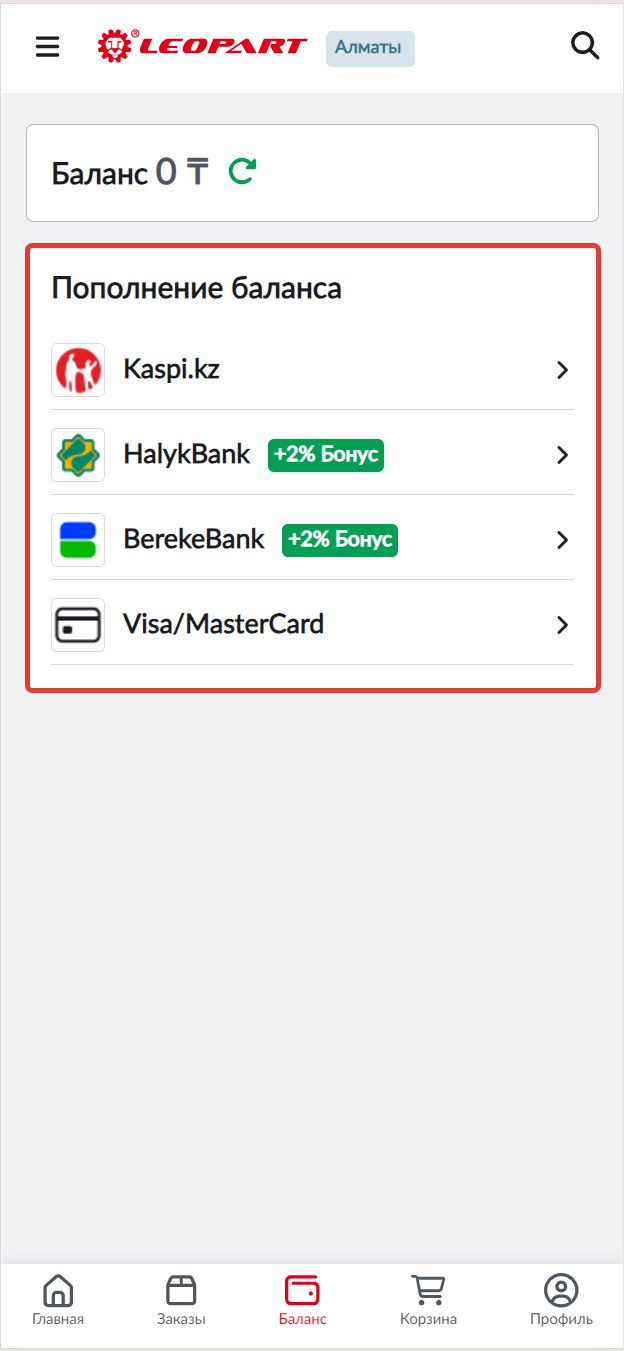 LEOPART® Алматы
Баланс 0 ₸
Пополнение баланса
Kaspi.kz
HalykBank +2% Бонус
BerekeBank +2% Бонус
Visa/MasterCard
Главная Заказы Баланс Корзина Профиль